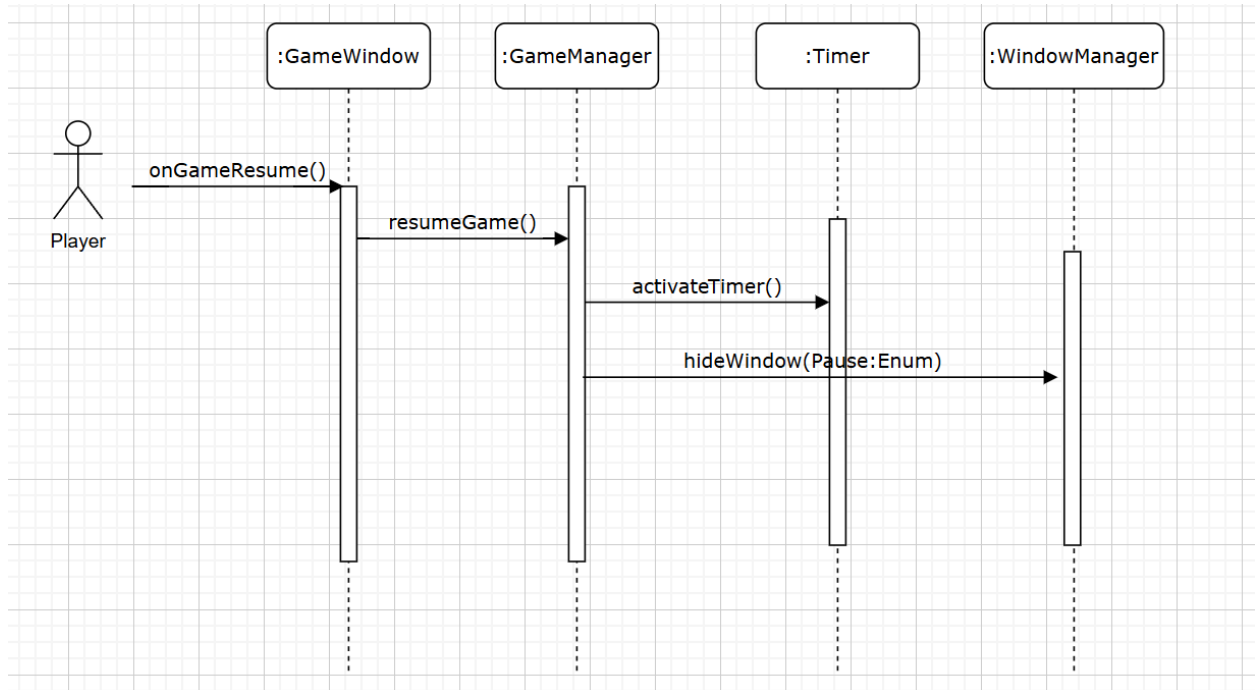 :GameWindow
:GameManager
:Timer
:WindowManager
onGameResume()
resumeGame()
Player
activateTimer()
hideWindow(Pause:Enum)